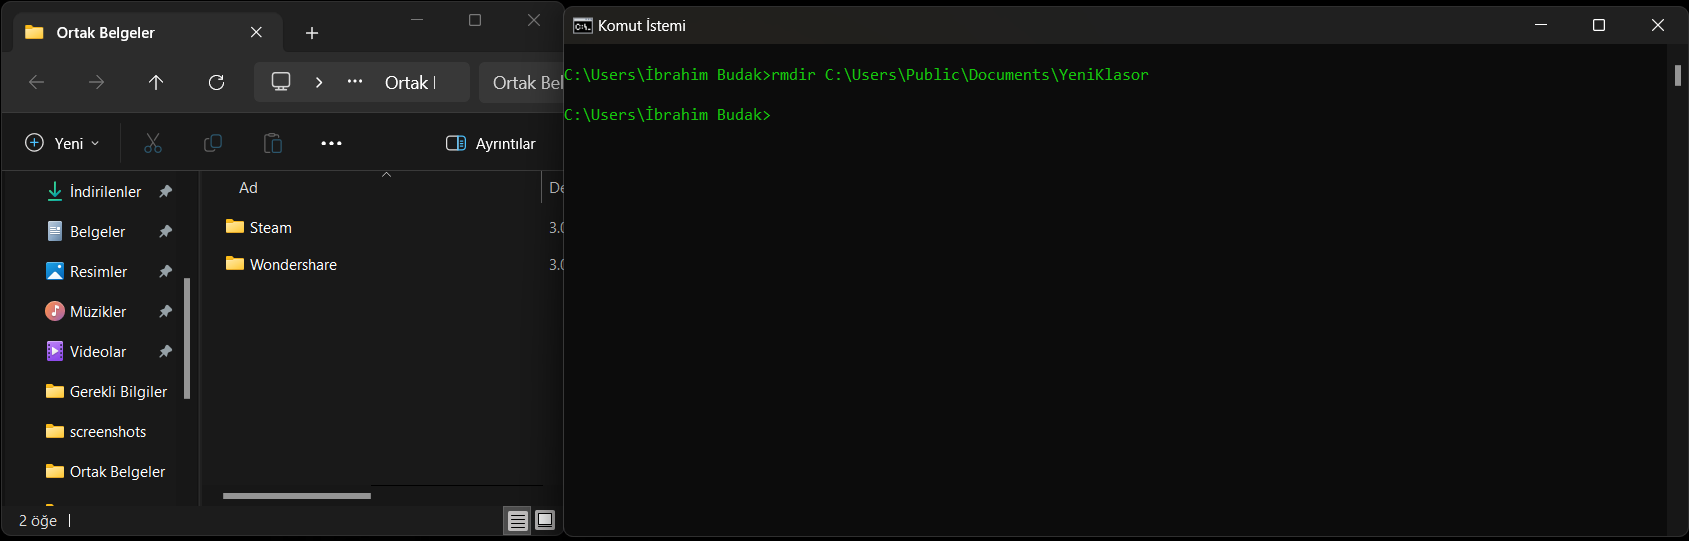 Ortak Belgeler
Ortak
Ortak Bel
Yeni
Ayrıntılar
İndirilenler
Belgeler
Resimler
Müzikler
Videolar
Gerekli Bilgiler
screenshots
Ortak Belgeler
Ad
De
Steam
3.0
Wondershare
3.0
2 öğe
Komut İstemi
C:\Users\İbrahim Budak>rmdir C:\Users\Public\Documents\YeniKlasor
C:\Users\İbrahim Budak>